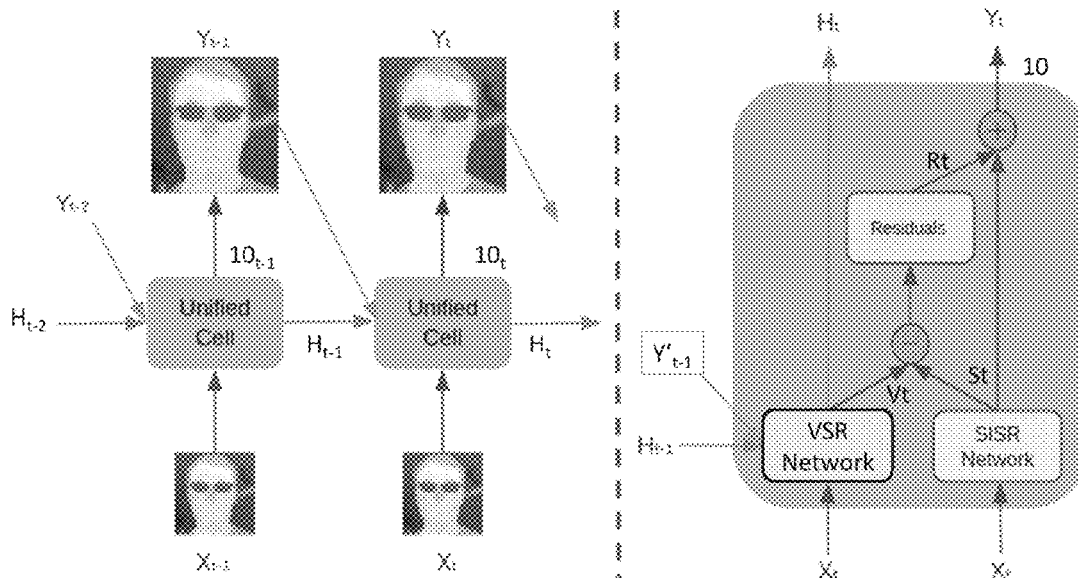 Yt-1
Yt
Yt-2
10t-1
10t
Ht-2
Unified
Cell
Ht-1
Unified
Cell
Ht
Xt-1
Xt
Ht
Yt
10
Rt
Residuals
Y't-1
Vt
St
Ht-1
VSR
Network
SISR
Network
Xt
Xt